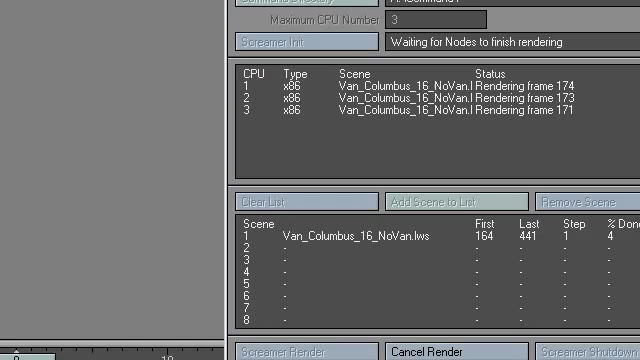 Maximum CPU Number 3
Screamer Init Waiting for Nodes to finish rendering
CPU Type Scene Status
1 x86 Van_Columbus_16_NoVan.l Rendering frame 174
2 x86 Van_Columbus_16_NoVan.l Rendering frame 173
3 x86 Van_Columbus_16_NoVan.l Rendering frame 171
Clear List Add Scene to List Remove Scene
Scene First Last Step % Done
1 Van_Columbus_16_NoVan.lws 164 441 1 4
2 - - - - -
3 - - - - -
4 - - - - -
5 - - - - -
6 - - - - -
7 - - - - -
8 - - - - -
Screamer Render Cancel Render Screamer Shutdown
0 10